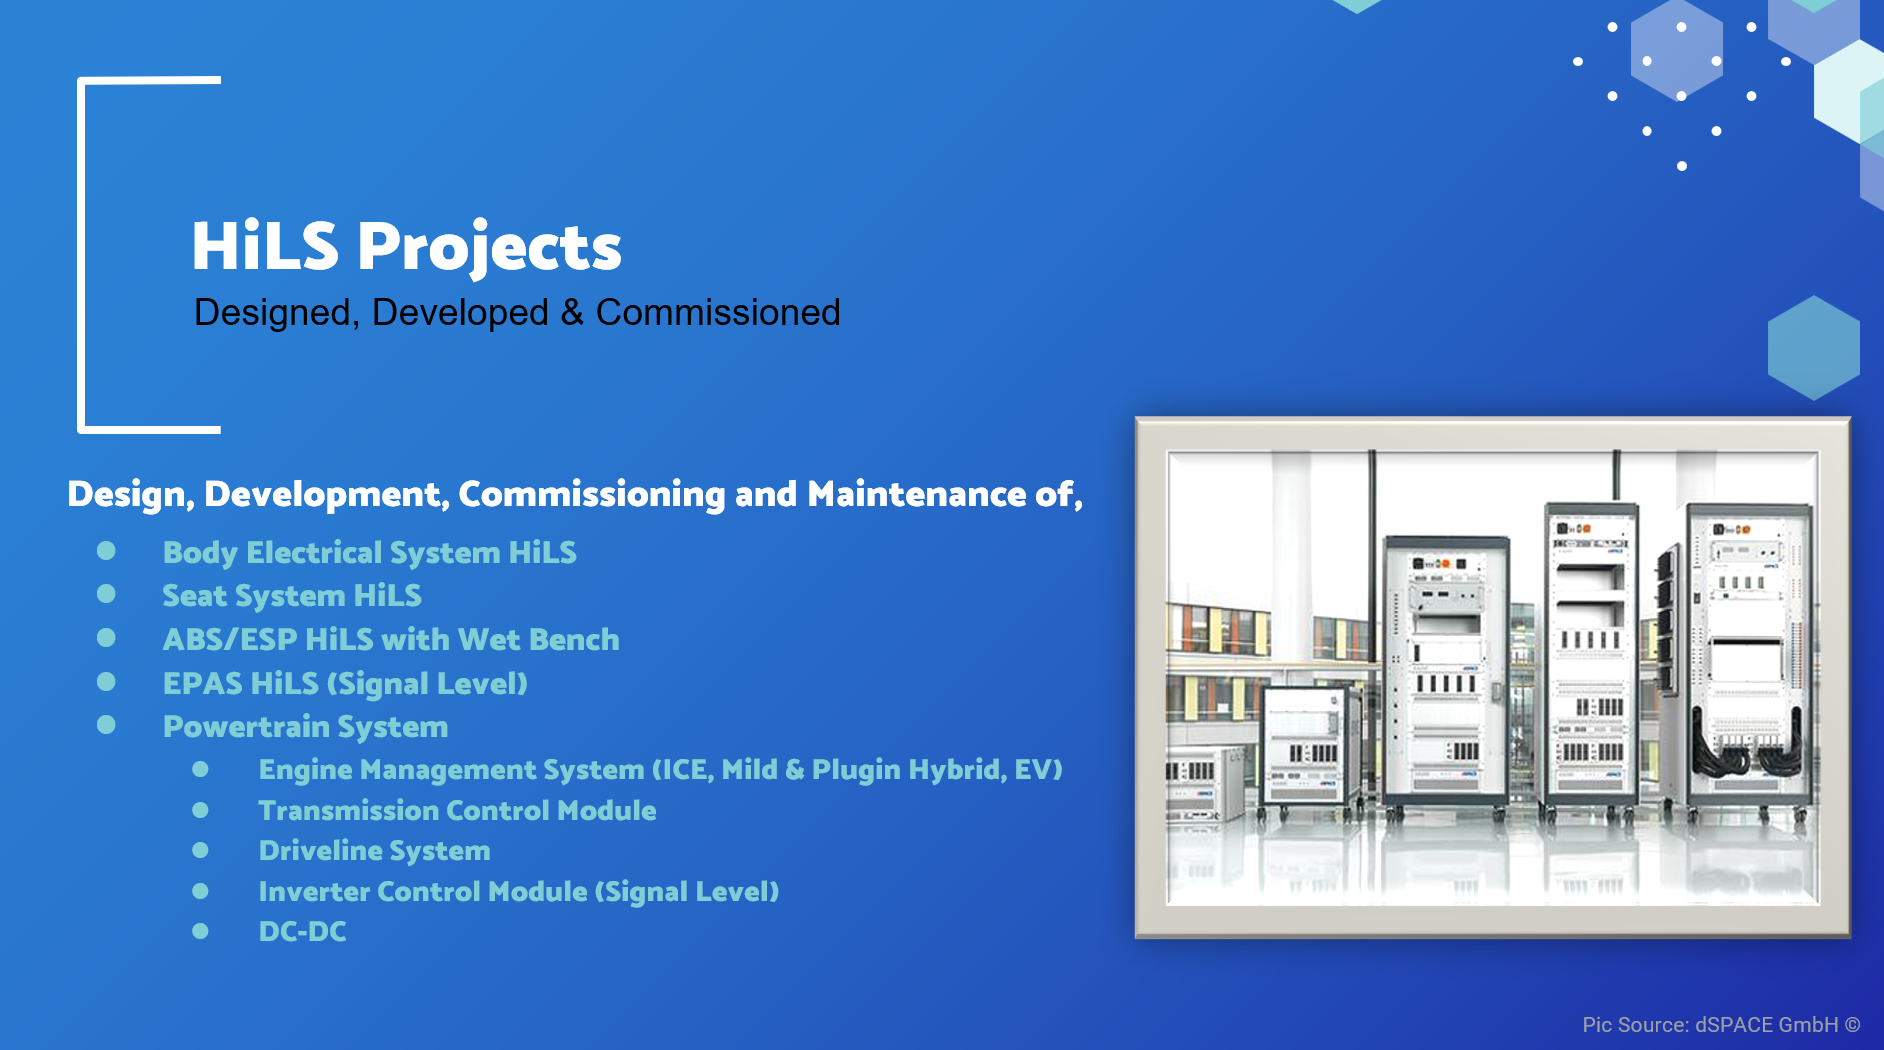 HiLS Projects
Designed, Developed & Commissioned
Design, Development, Commissioning and Maintenance of,
Body Electrical System HiLS
Seat System HiLS
ABS/ESP HiLS with Wet Bench
EPAS HiLS (Signal Level)
Powertrain System
Engine Management System (ICE, Mild & Plugin Hybrid, EV)
Transmission Control Module
Driveline System
Inverter Control Module (Signal Level)
DC-DC
Pic Source: dSPACE GmbH ©